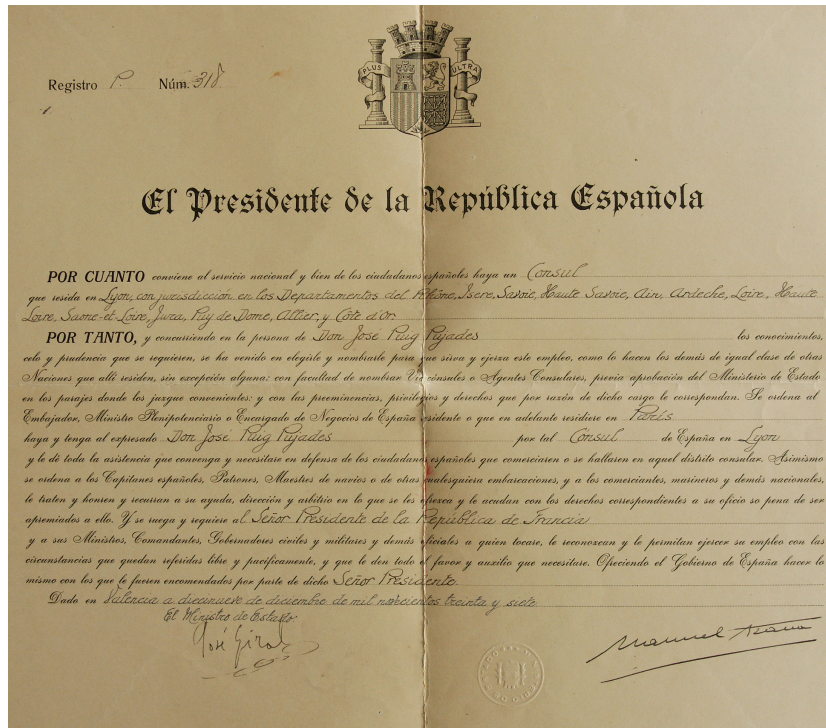 PLUS ULTRA
Registro P. Núm. 318
El Presidente de la República Española
POR CUANTO conviene al servicio nacional y bien de los ciudadanos españoles haya un Consul
que resida en Lyon, con jurisdicción en los Departamentos del Rhône, Isere, Savoie, Haute Savoie, Ain, Ardeche, Loire, Haute
Loire, Saone-et-Loire, Jura, Puy de Dome, Allier, y Cote d'Or.
POR TANTO, y concurriendo en la persona de Don José Puig Pujades los conocimientos,
celo y prudencia que se requieren, se ha venido en elegirle y nombrarle para que sirva y ejerza este empleo, como lo hacen los demás de igual clase de otras
Naciones que allí residen, sin excepción alguna: con facultad de nombrar Vicecónsules o Agentes Consulares, previa aprobación del Ministerio de Estado
en los parajes donde los juzgue convenientes: y con las preeminencias, privilegios y derechos que por razón de dicho cargo le correspondan. Se ordena al
Embajador, Ministro Plenipotenciario o Encargado de Negocios de España residente o que en adelante residiere en París
haya y tenga al expresado Don José Puig Pujades por tal Consul de España en Lyon
y le dé toda la asistencia que convenga y necesitare en defensa de los ciudadanos españoles que comerciaren o se hallaren en aquel distrito consular. Asimismo
se ordena a los Capitanes españoles, Patrones, Maestres de navíos o de otras cualesquiera embarcaciones, y a los comerciantes, marineros y demás nacionales,
le traten y honren y recurran a su ayuda, dirección y arbitrio en lo que se les ofrezca y le acudan con los derechos correspondientes a su oficio so pena de ser
apremiados a ello. Y se ruega y requiere al Señor Presidente de la República de Francia
y a sus Ministros, Comandantes, Gobernadores civiles y militares y demás oficiales a quien tocare, le reconozcan y le permitan ejercer su empleo con las
circunstancias que quedan referidas libre y pacíficamente, y que le den todo el favor y auxilio que necesitare. Ofreciendo el Gobierno de España hacer lo
mismo con los que le fueren encomendados por parte de dicho Señor Presidente.
Dado en Valencia a diecinueve de diciembre de mil novecientos treinta y siete.
El Ministro de Estado.
José Giral
Manuel Azaña